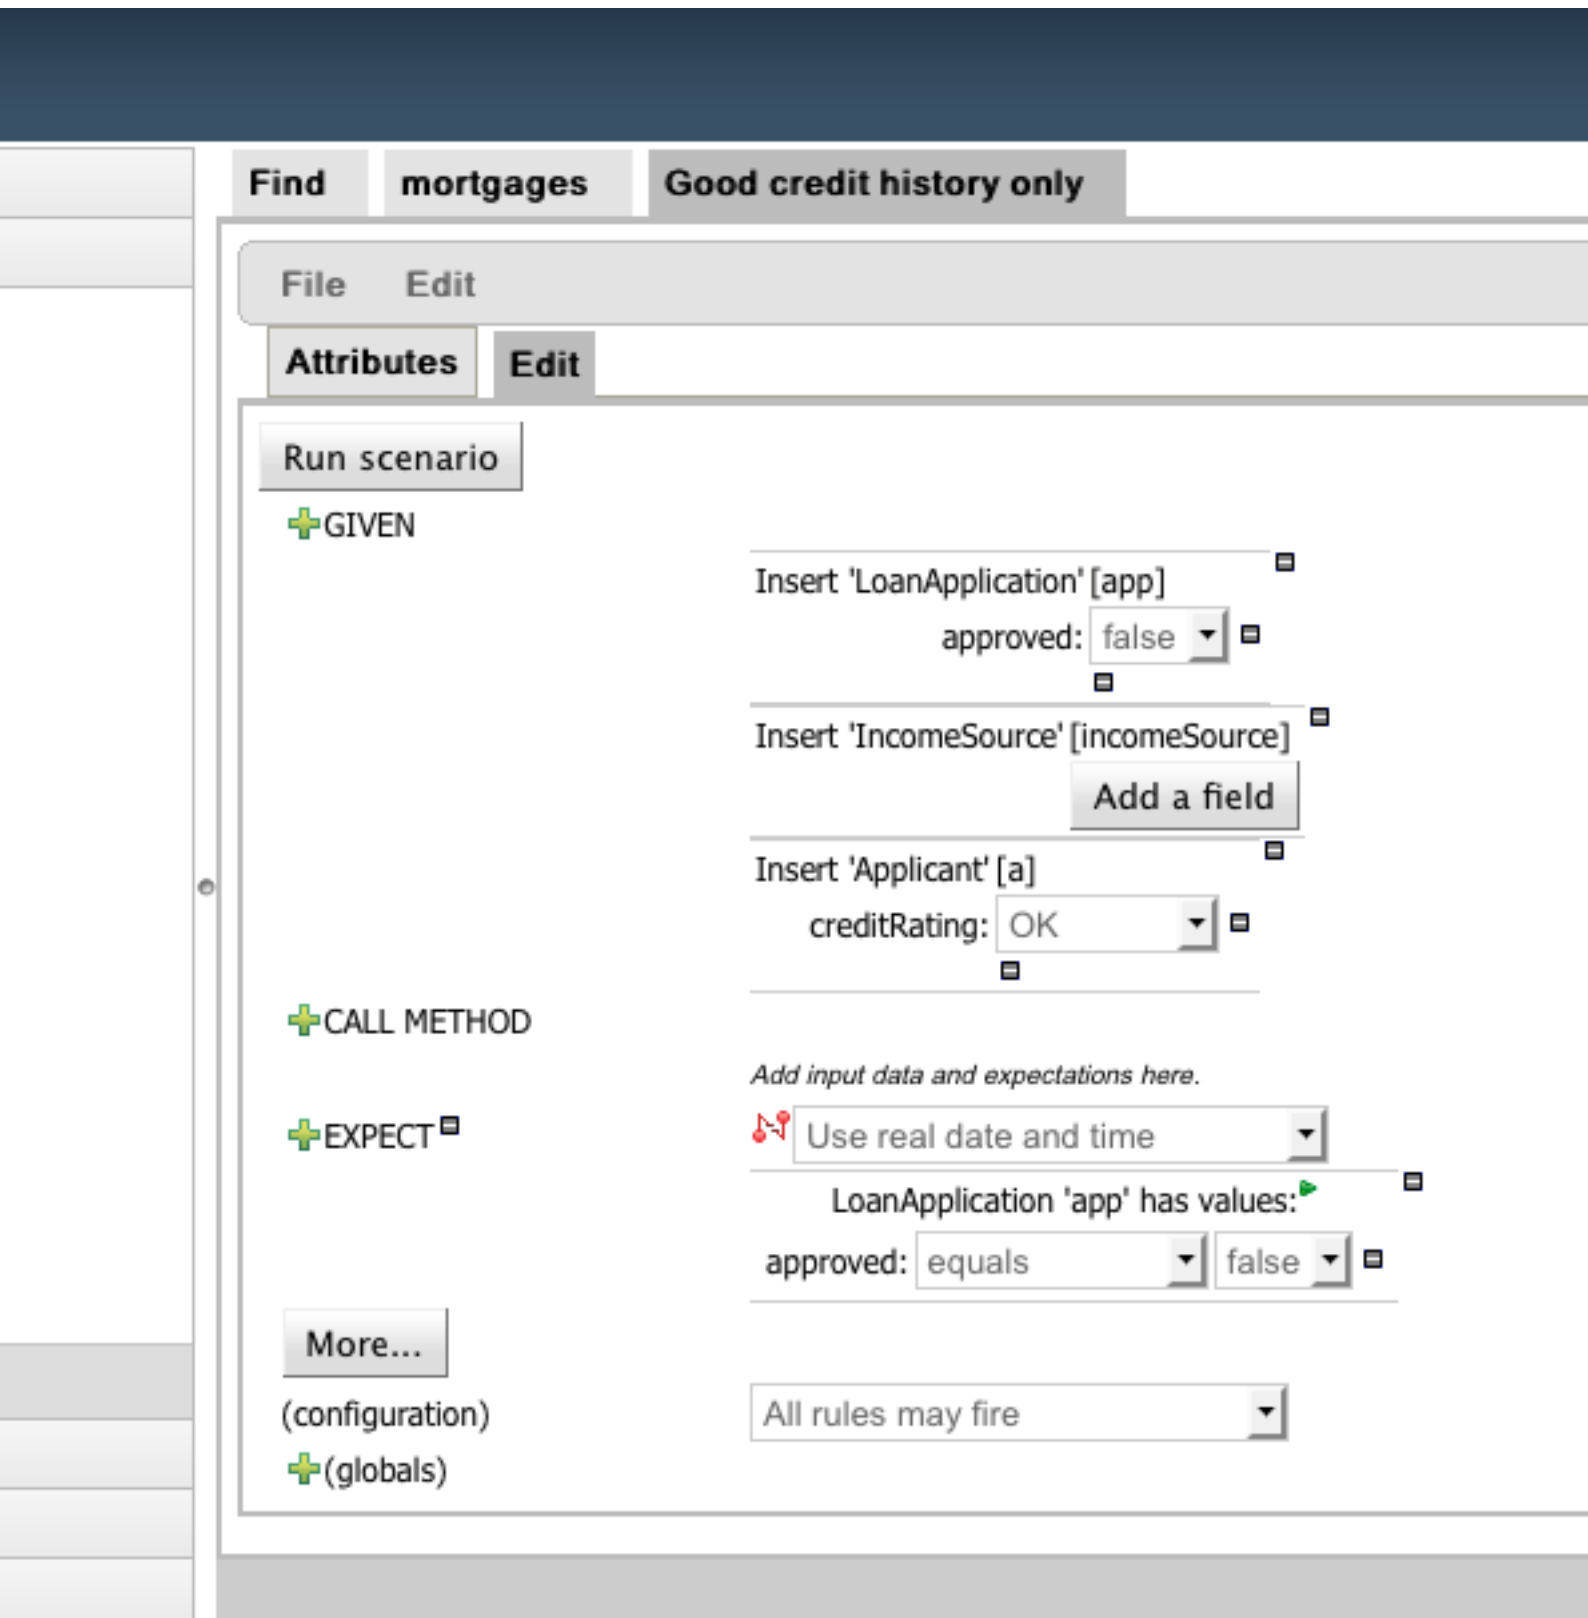 Find mortgages Good credit history only
File Edit
Attributes Edit
Run scenario
GIVEN
Insert 'LoanApplication' [app]
approved: false
Insert 'IncomeSource' [incomeSource]
Add a field
Insert 'Applicant' [a]
creditRating: OK
CALL METHOD
Add input data and expectations here.
EXPECT Use real date and time
LoanApplication 'app' has values:
approved: equals false
More...
(configuration) All rules may fire
(globals)